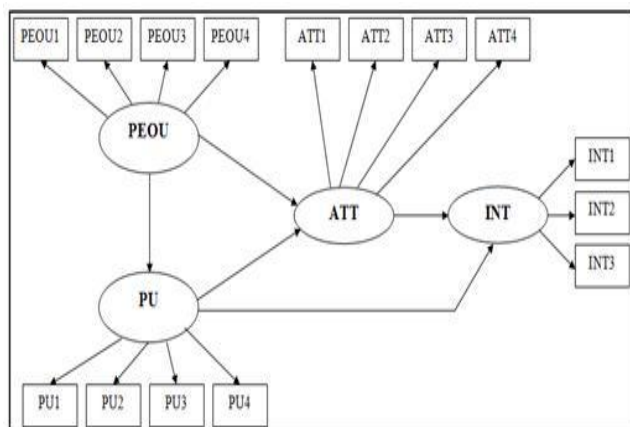 PEOU1 PEOU2 PEOU3 PEOU4 ATT1 ATT2 ATT3 ATT4
PEOU
INT1
ATT
INT
INT2
INT3
PU
PU1 PU2 PU3 PU4